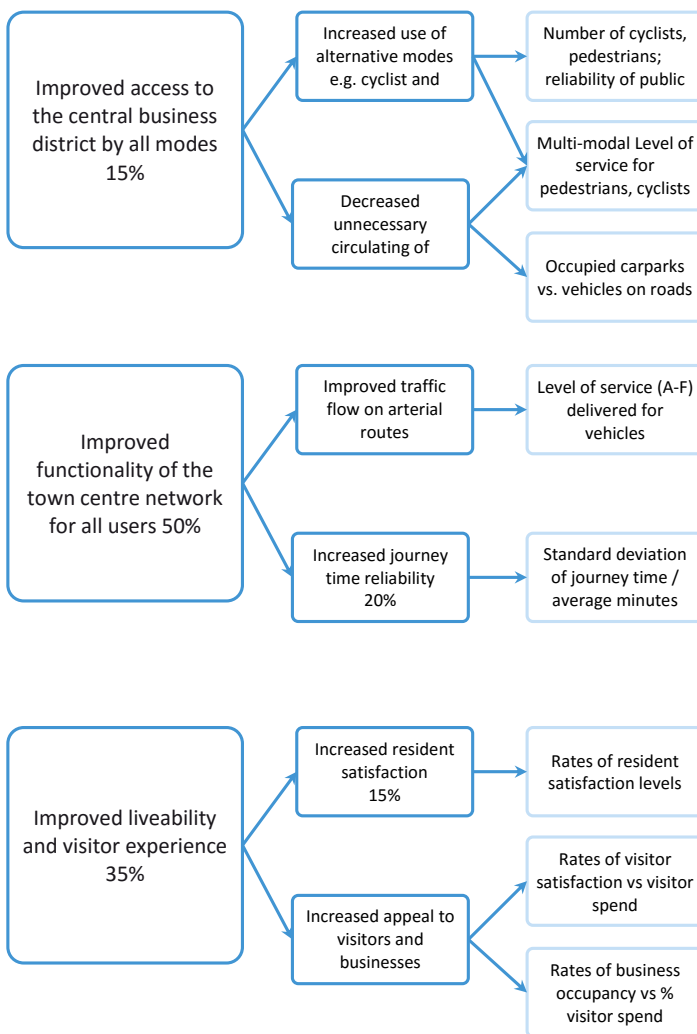 Improved access to
the central business
district by all modes
15%
Increased use of
alternative modes
e.g. cyclist and
Decreased
unnecessary
circulating of
Number of cyclists,
pedestrians;
reliability of public
Multi-modal Level of
service for
pedestrians, cyclists
Occupied carparks
vs. vehicles on roads
Improved
functionality of the
town centre network
for all users 50%
Improved traffic
flow on arterial
routes
Increased journey
time reliability
20%
Level of service (A-F)
delivered for
vehicles
Standard deviation
of journey time /
average minutes
Improved liveability
and visitor experience
35%
Increased resident
satisfaction
15%
Increased appeal to
visitors and
businesses
Rates of resident
satisfaction levels
Rates of visitor
satisfaction vs visitor
spend
Rates of business
occupancy vs %
visitor spend